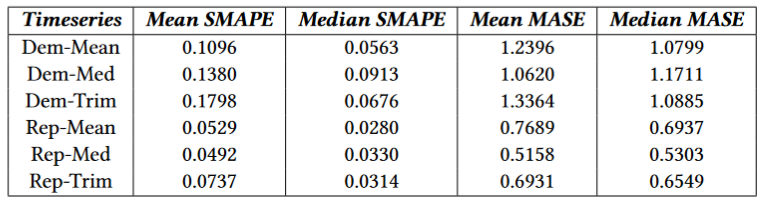 Timeseries Mean SMAPE Median SMAPE Mean MASE Median MASE
Dem-Mean 0.1096 0.0563 1.2396 1.0799
Dem-Med 0.1380 0.0913 1.0620 1.1711
Dem-Trim 0.1798 0.0676 1.3364 1.0885
Rep-Mean 0.0529 0.0280 0.7689 0.6937
Rep-Med 0.0492 0.0330 0.5158 0.5303
Rep-Trim 0.0737 0.0314 0.6931 0.6549